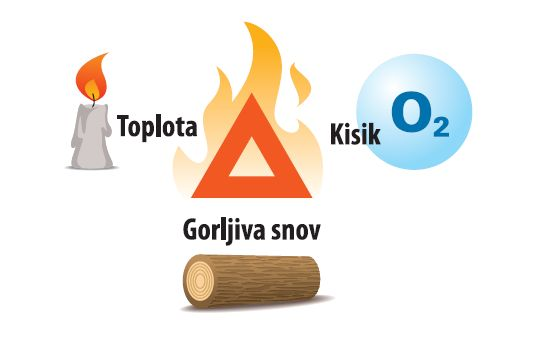 Toplota
Kisik
O₂
Gorljiva snov